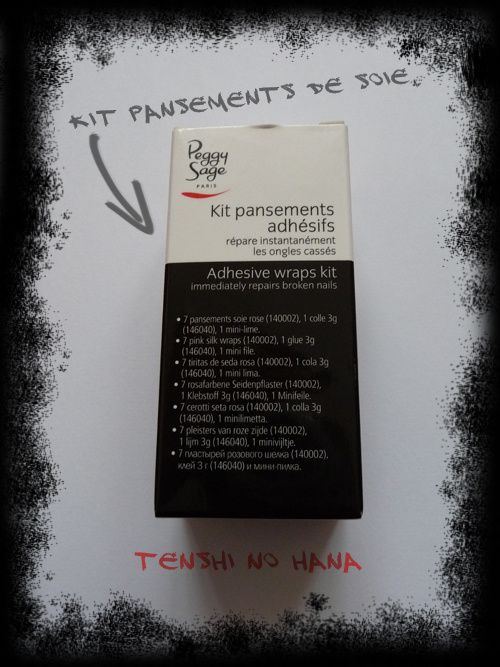 KIT PANSEMENTS DE SOIE.
Peggy
Sage
PARIS
Kit pansements
adhésifs
répare instantanément
les ongles cassés
Adhesive wraps kit
immediately repairs broken nails
• 7 pansements soie rose (140002), 1 colle 3g
(146040), 1 mini-lime.
• 7 pink silk wraps (140002), 1 glue 3g
(146040), 1 mini file.
• 7 tiritas de seda rosa (140002), 1 cola 3g
(146040), 1 mini lima.
• 7 rosafarbene Seidenpflaster (140002),
1 Klebstoff 3g (146040), 1 Minifeile.
• 7 cerotti seta rosa (140002), 1 colla 3g
(146040), 1 minilimetta.
• 7 pleisters van roze zijde (140002),
1 lijm 3g (146040), 1 minivijltje.
• 7 пластырей розового шелка (140002),
клей 3 г (146040) и мини-пилка.
TENSHI NO HANA